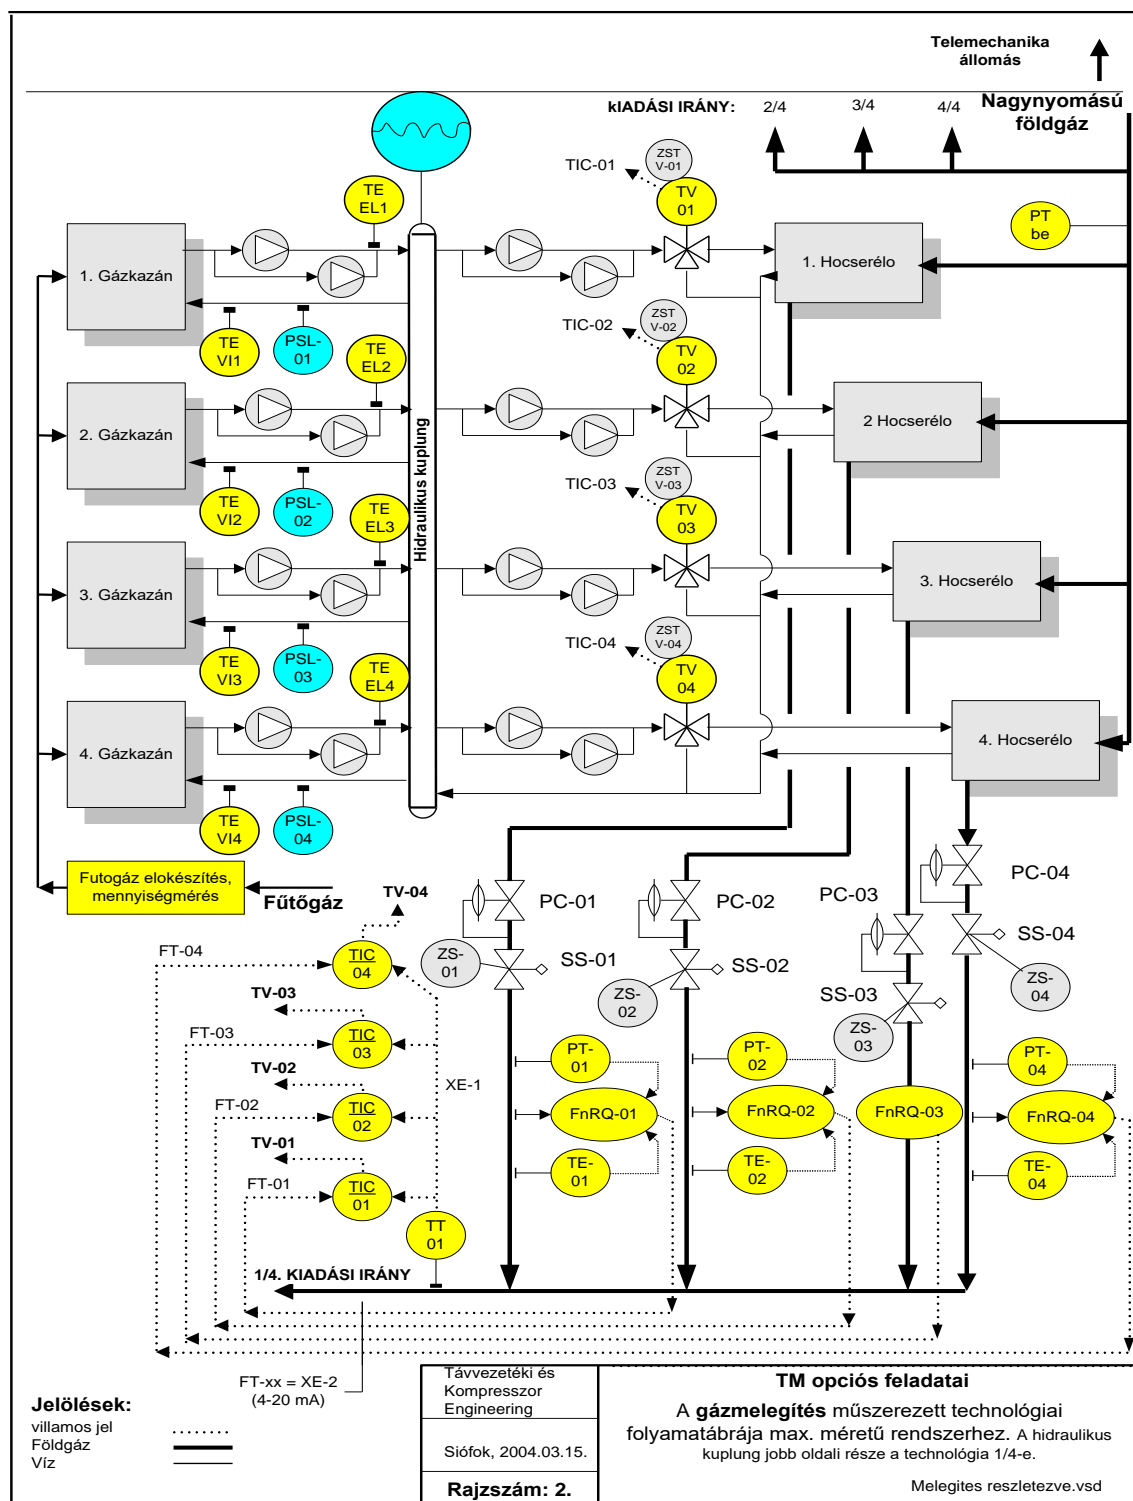 Telemechanika
állomás
kIADÁSI IRÁNY:
2/4
3/4
4/4
Nagynyomású
földgáz
TIC-01
ZST
V-01
TV
01
TE
EL1
PT
be
1. Gázkazán
1. Hocserélo
TE
VI1
PSL-
01
TIC-02
ZST
V-02
TV
02
TE
EL2
2. Gázkazán
2 Hocserélo
Hidraulikus kuplung
TE
VI2
PSL-
02
TIC-03
ZST
V-03
TV
03
TE
EL3
3. Gázkazán
3. Hocserélo
TE
VI3
PSL-
03
TIC-04
ZST
V-04
TV
04
TE
EL4
4. Gázkazán
4. Hocserélo
TE
VI4
PSL-
04
Futogáz elokészítés,
mennyiségmérés
Fűtőgáz
TV-04
PC-01
PC-02
PC-03
PC-04
FT-04
TIC
04
ZS-
01
SS-01
ZS-
02
SS-02
SS-03
ZS-
03
SS-04
ZS-
04
TV-03
FT-03
TIC
03
XE-1
TV-02
FT-02
TIC
02
TV-01
FT-01
TIC
01
TT
01
PT-
01
FnRQ-01
TE-
01
PT-
02
FnRQ-02
TE-
02
FnRQ-03
PT-
04
FnRQ-04
TE-
04
1/4. KIADÁSI IRÁNY
FT-xx = XE-2
(4-20 mA)
Jelölések:
villamos jel
Földgáz
Víz
Távvezetéki és
Kompresszor
Engineering
Siófok, 2004.03.15.
Rajzszám: 2.
TM opciós feladatai
A gázmelegítés műszerezett technológiai
folyamatábrája max. méretű rendszerhez. A hidraulikus
kuplung jobb oldali része a technológia 1/4-e.
Melegites reszletezve.vsd